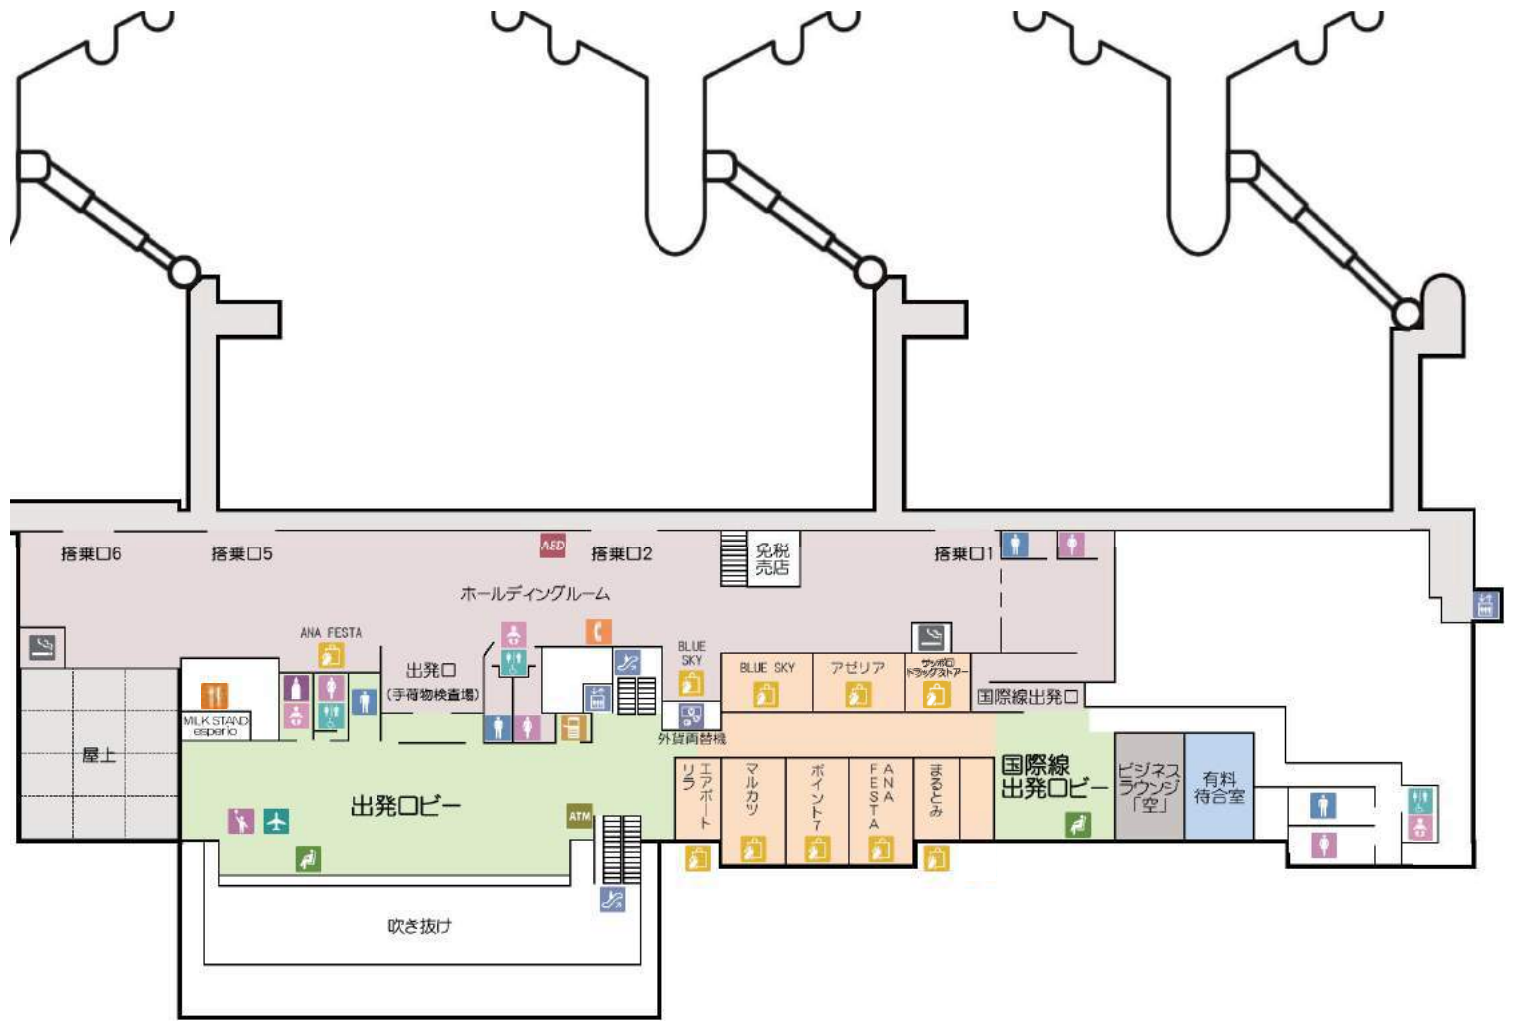 搭乗口6
搭乗口5
AED
搭乗口2
免税
売店
搭乗口1
ホールディングルーム
ANA FESTA
出発口
(手荷物検査場)
BLUE
SKY
BLUE SKY
アゼリア
サッポロ
ドラッグストアー
国際線出発口
MILK STAND
esperio
外貨両替機
屋上
出発ロビー
ATM
エアポート
リラ
マルカツ
ポイント7
ANA
FESTA
まるとみ
国際線
出発ロビー
ビジネス
ラウンジ
「空」
有料
待合室
吹き抜け